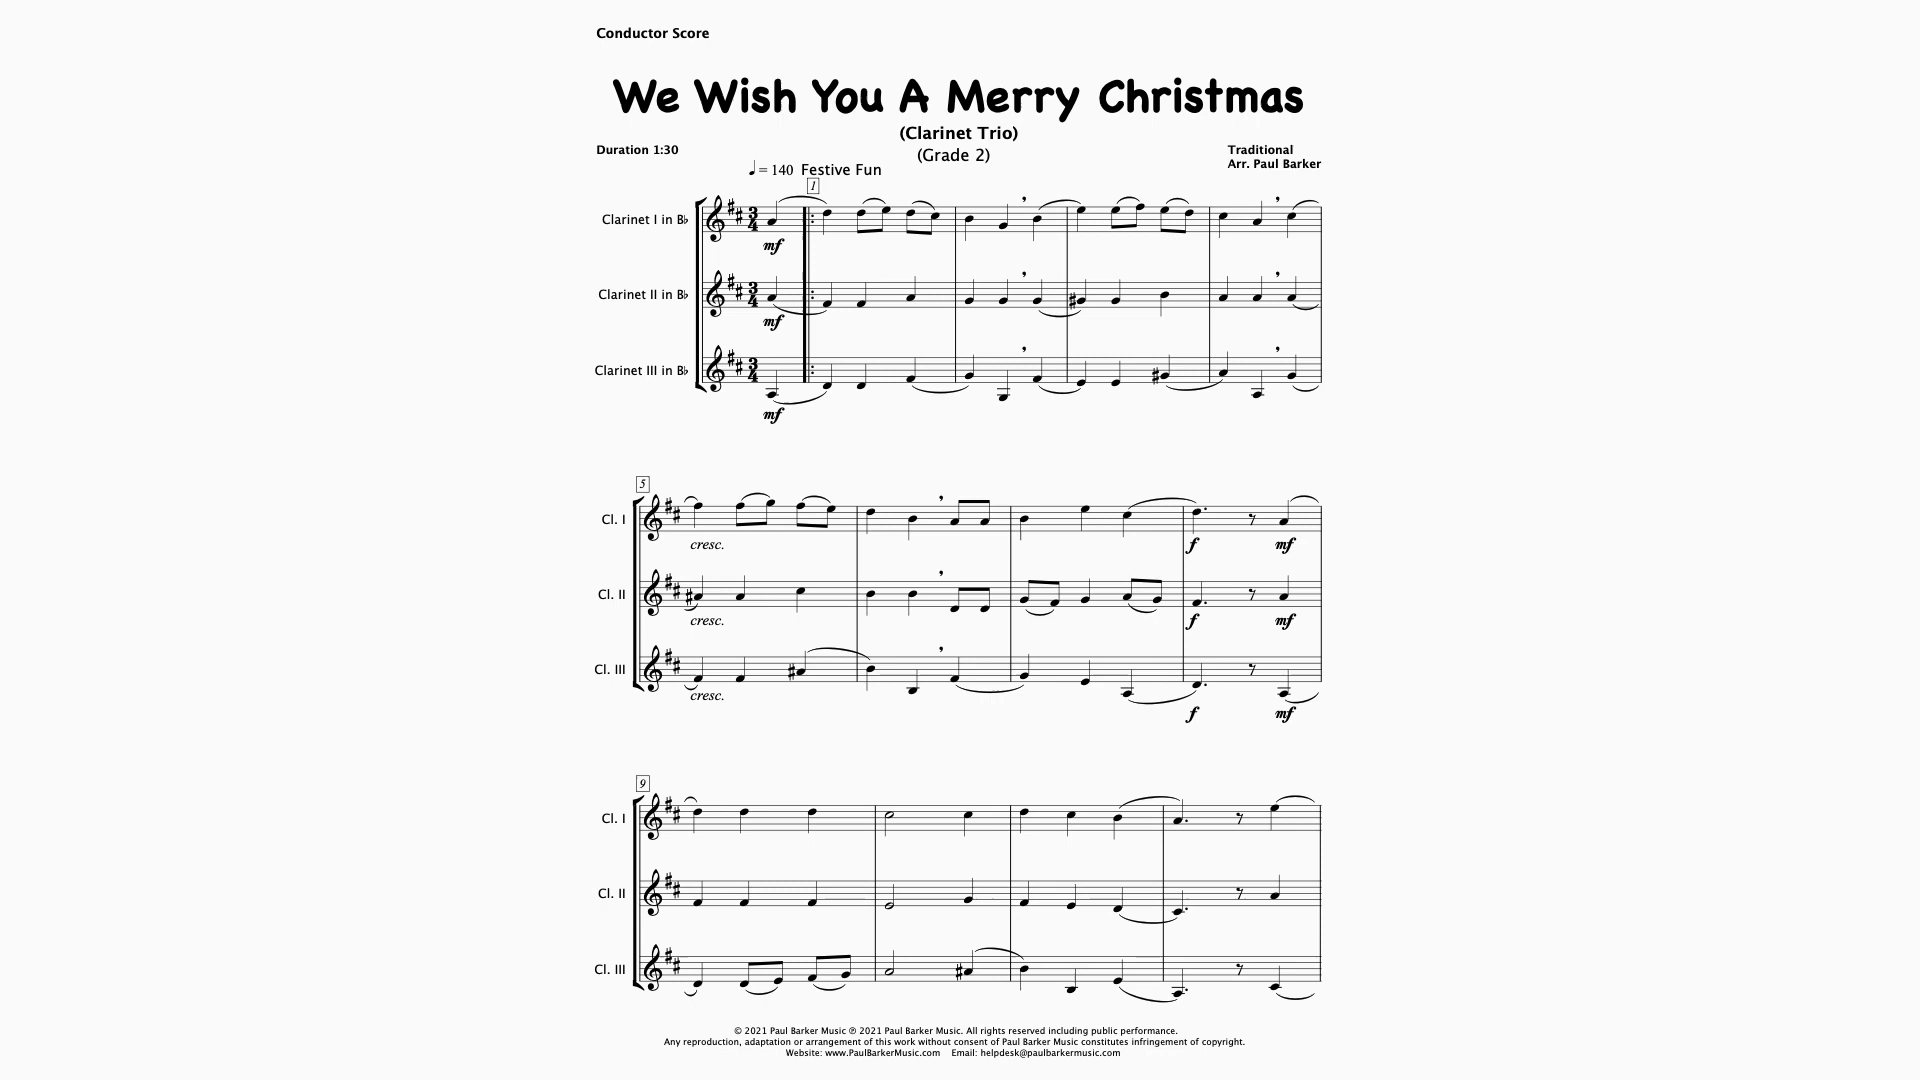 Conductor Score
We Wish You A Merry Christmas
(Clarinet Trio)
(Grade 2)
Duration 1:30
Traditional
Arr. Paul Barker
♩ = 140 Festive Fun
1
Clarinet I in B♭
mf
Clarinet II in B♭
mf
Clarinet III in B♭
mf
5
Cl. I
cresc. f mf
Cl. II
cresc. f mf
Cl. III
cresc. f mf
9
Cl. I
Cl. II
Cl. III
© 2021 Paul Barker Music ℗ 2021 Paul Barker Music. All rights reserved including public performance.
Any reproduction, adaptation or arrangement of this work without consent of Paul Barker Music constitutes infringement of copyright.
Website: www.PaulBarkerMusic.com Email: helpdesk@paulbarkermusic.com